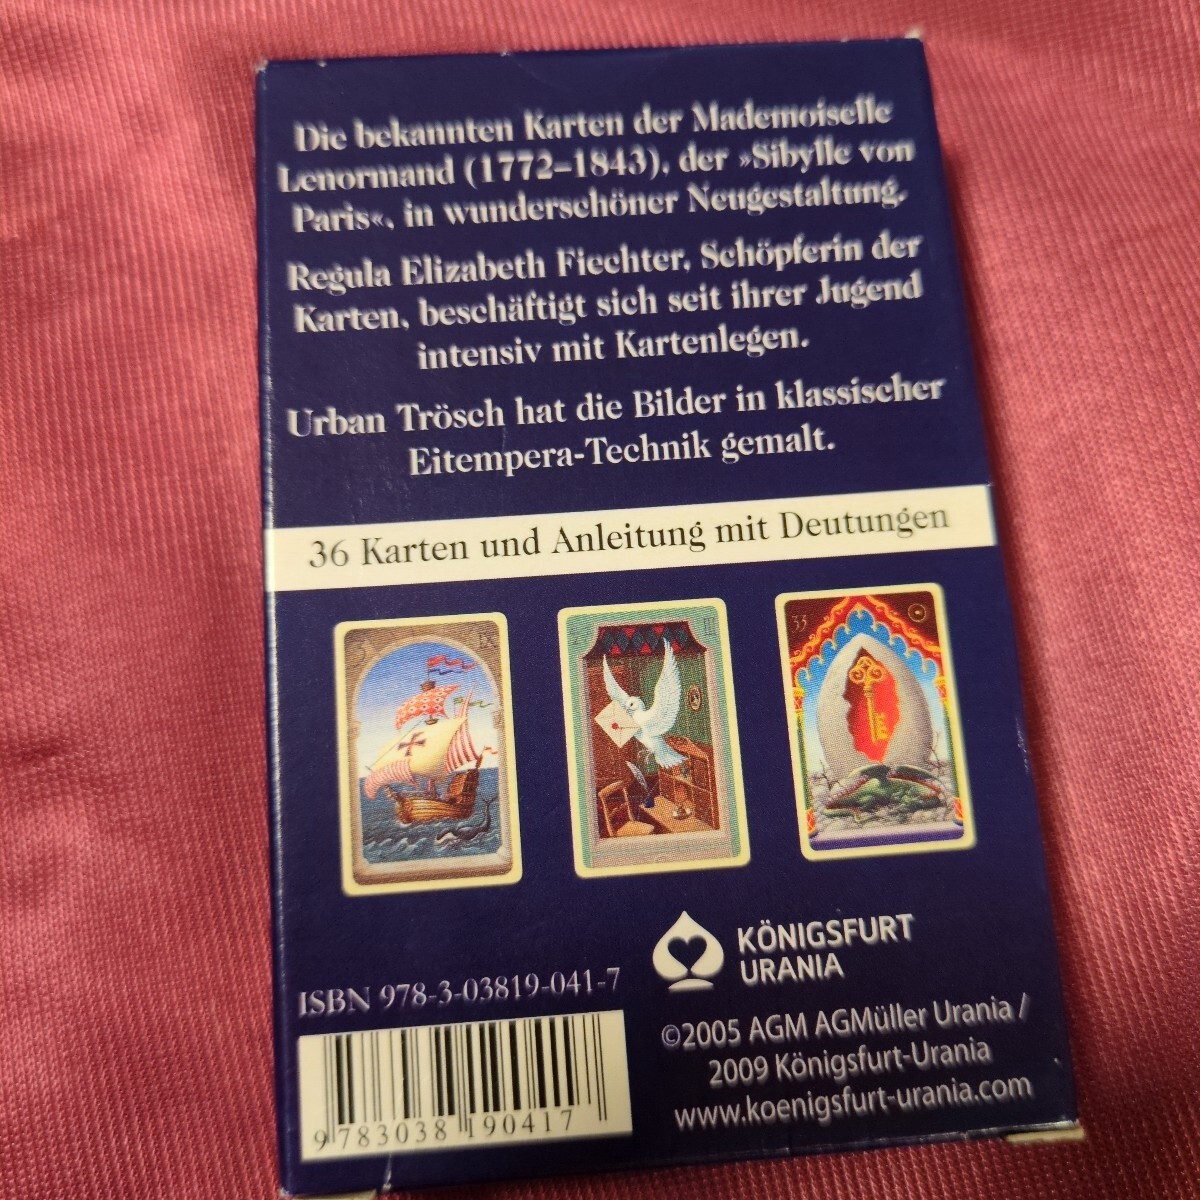 Die bekannten Karten der Mademoiselle
Lenormand (1772–1843), der »Sibylle von
Paris«, in wunderschöner Neugestaltung.
Regula Elizabeth Fiechter, Schöpferin der
Karten, beschäftigt sich seit ihrer Jugend
intensiv mit Kartenlegen.
Urban Trösch hat die Bilder in klassischer
Eitempera-Technik gemalt.
36 Karten und Anleitung mit Deutungen
33
KÖNIGSFURT
URANIA
ISBN 978-3-03819-041-7
©2005 AGM AGMüller Urania /
2009 Königsfurt-Urania
www.koenigsfurt-urania.com
9 783038 190417